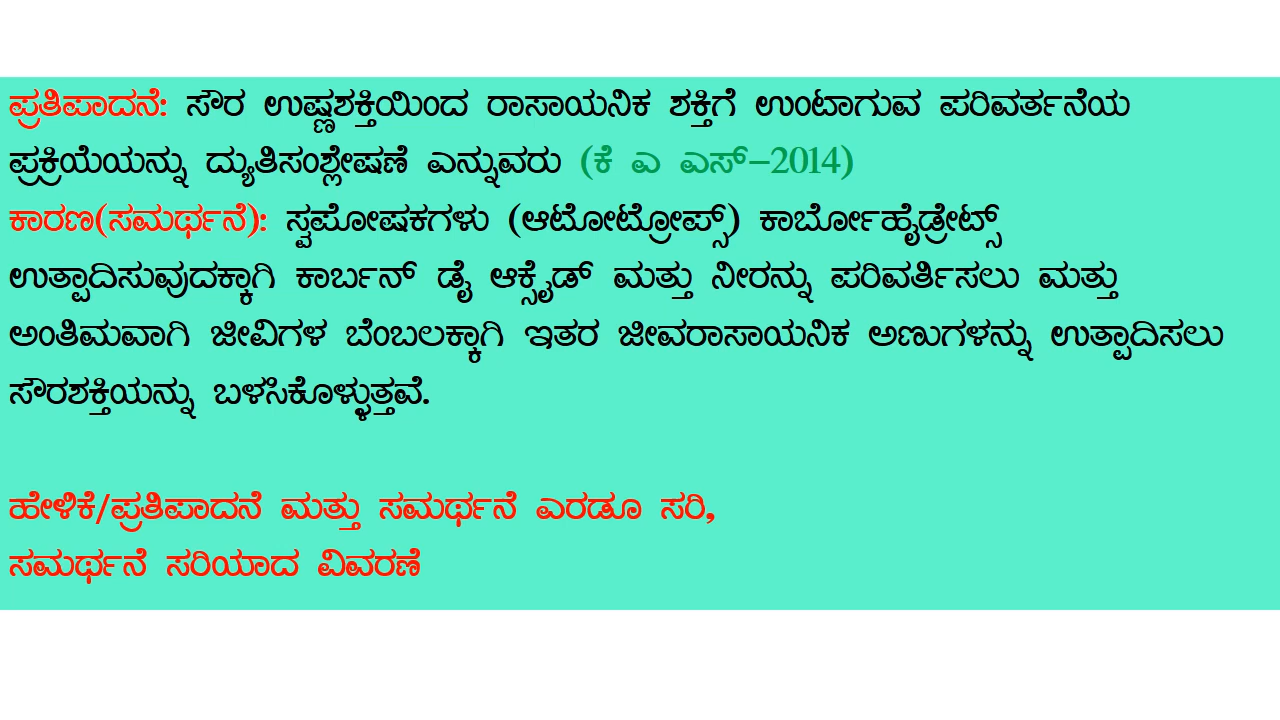 ಪ್ರತಿಪಾದನೆ: ಸೌರ ಉಷ್ಣಶಕ್ತಿಯಿಂದ ರಾಸಾಯನಿಕ ಶಕ್ತಿಗೆ ಉಂಟಾಗುವ ಪರಿವರ್ತನೆಯ
ಪ್ರಕ್ರಿಯೆಯನ್ನು ದ್ಯುತಿಸಂಶ್ಲೇಷಣೆ ಎನ್ನುವರು (ಕೆ ಎ ಎಸ್–2014)
ಕಾರಣ(ಸಮರ್ಥನೆ): ಸ್ವಪೋಷಕಗಳು (ಆಟೋಟ್ರೋಪ್ಸ್) ಕಾರ್ಬೋಹೈಡ್ರೇಟ್ಸ್
ಉತ್ಪಾದಿಸುವುದಕ್ಕಾಗಿ ಕಾರ್ಬನ್ ಡೈ ಆಕ್ಸೈಡ್ ಮತ್ತು ನೀರನ್ನು ಪರಿವರ್ತಿಸಲು ಮತ್ತು
ಅಂತಿಮವಾಗಿ ಜೀವಿಗಳ ಬೆಂಬಲಕ್ಕಾಗಿ ಇತರ ಜೀವರಾಸಾಯನಿಕ ಅಣುಗಳನ್ನು ಉತ್ಪಾದಿಸಲು
ಸೌರಶಕ್ತಿಯನ್ನು ಬಳಸಿಕೊಳ್ಳುತ್ತವೆ.
ಹೇಳಿಕೆ/ಪ್ರತಿಪಾದನೆ ಮತ್ತು ಸಮರ್ಥನೆ ಎರಡೂ ಸರಿ,
ಸಮರ್ಥನೆ ಸರಿಯಾದ ವಿವರಣೆ